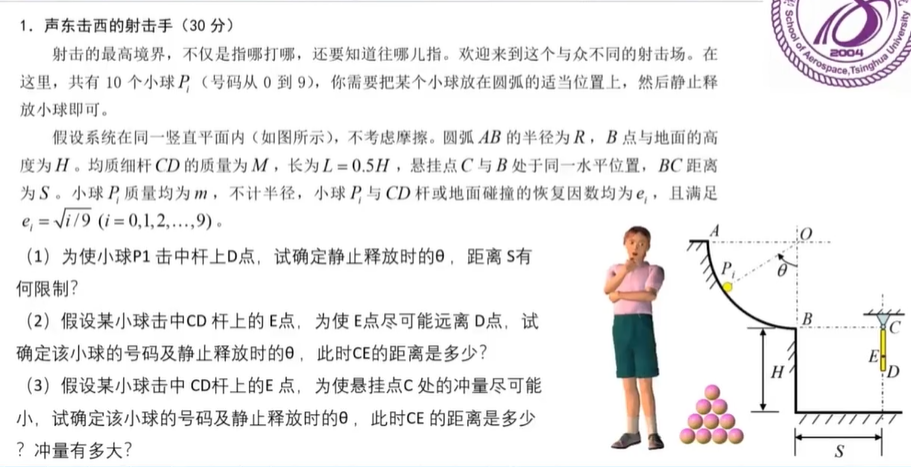 1．声东击西的射击手（30 分）
射击的最高境界，不仅是指哪打哪，还要知道往哪儿指。欢迎来到这个与众不同的射击场。在
这里，共有 10 个小球 P_i （号码从 0 到 9），你需要把某个小球放在圆弧的适当位置上，然后静止释
放小球即可。
假设系统在同一竖直平面内（如图所示），不考虑摩擦。圆弧 AB 的半径为 R ，B 点与地面的高
度为 H 。均质细杆 CD 的质量为 M ，长为 L = 0.5H ，悬挂点 C 与 B 处于同一水平位置，BC 距离
为 S 。小球 P_i 质量均为 m ，不计半径，小球 P_i 与 CD 杆或地面碰撞的恢复因数均为 e_i ，且满足
e_i = √(i/9) (i = 0,1,2,…,9) 。
（1）为使小球P1 击中杆上D点，试确定静止释放时的θ ，距离 S有
何限制？
（2）假设某小球击中CD 杆上的 E点，为使 E点尽可能远离 D点，试
确定该小球的号码及静止释放时的θ ，此时CE的距离是多少？
（3）假设某小球击中 CD杆上的E 点，为使悬挂点C 处的冲量尽可能
小，试确定该小球的号码及静止释放时的θ ，此时CE 的距离是多少
？冲量有多大？
A
O
P_i
θ
B
C
E
D
H
S
2004
School of Aerospace,Tsinghua University